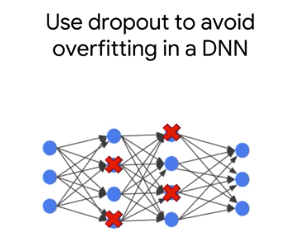 Use dropout to avoid
overfitting in a DNN